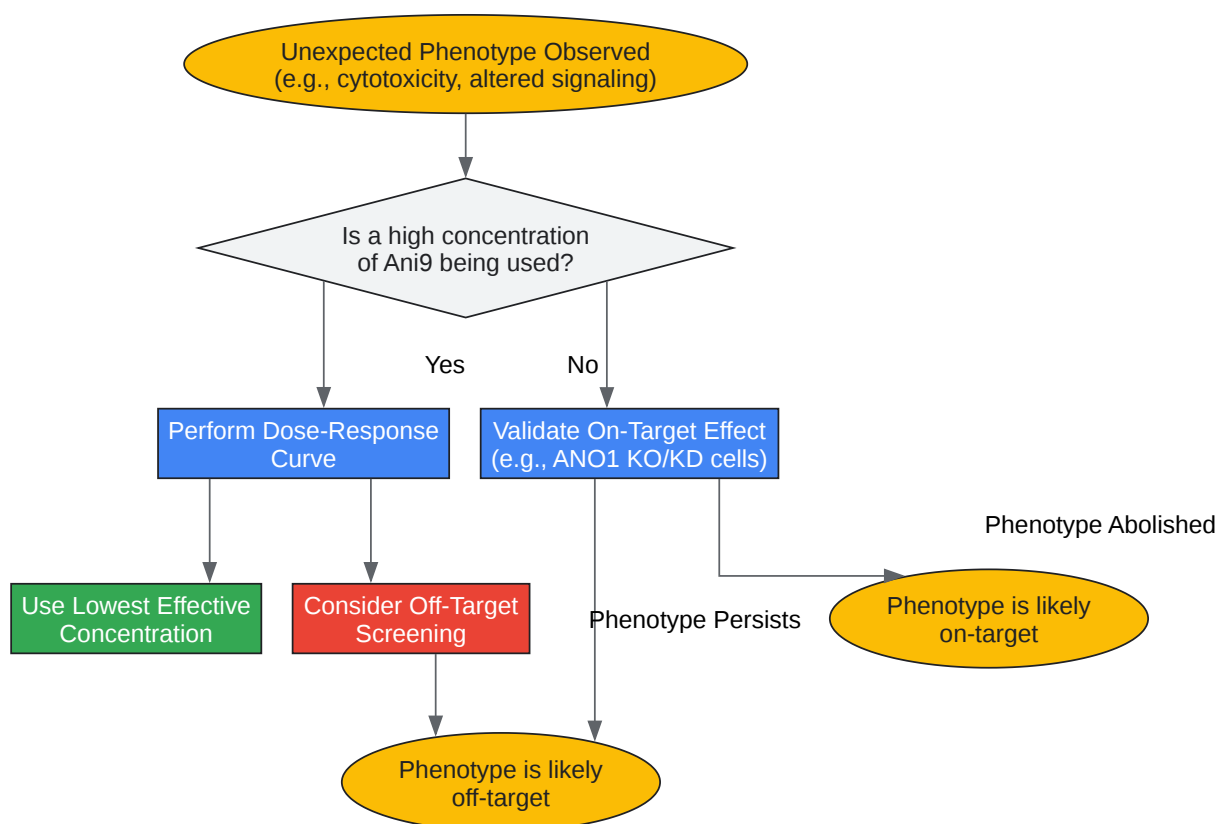 Unexpected Phenotype Observed
(e.g., cytotoxicity, altered signaling)
Is a high concentration
of Ani9 being used?
Yes
No
Perform Dose-Response
Curve
Validate On-Target Effect
(e.g., ANO1 KO/KD cells)
Phenotype Abolished
Use Lowest Effective
Concentration
Consider Off-Target
Screening
Phenotype Persists
Phenotype is likely
on-target
Phenotype is likely
off-target